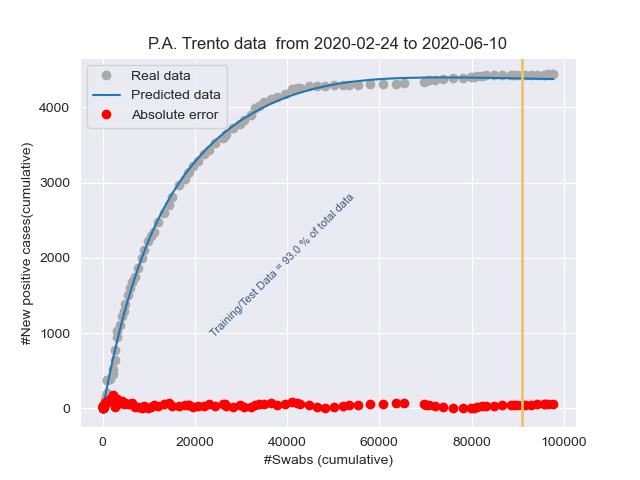 P.A. Trento data  from 2020-02-24 to 2020-06-10
Real data
Predicted data
Absolute error
Training/Test Data = 93.0 % of total data
#New positive cases(cumulative)
4000
3000
2000
1000
0
0
20000
40000
60000
80000
100000
#Swabs (cumulative)